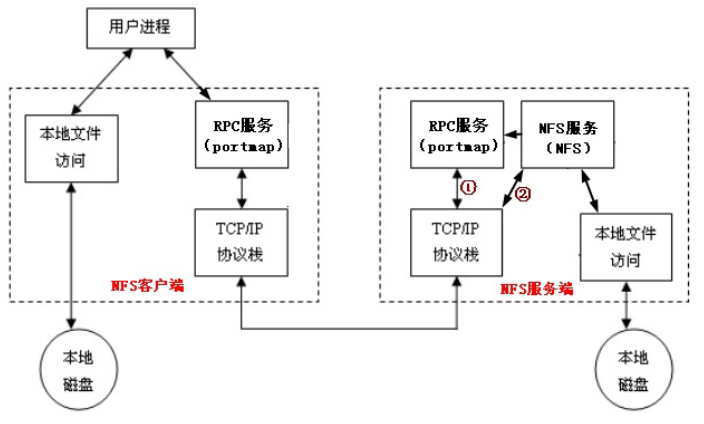 用户进程
本地文件
访问
RPC服务
(portmap)
TCP/IP
协议栈
NFS客户端
本地
磁盘
RPC服务
(portmap)
NFS服务
(NFS)
①
②
TCP/IP
协议栈
本地文件
访问
NFS服务端
本地
磁盘